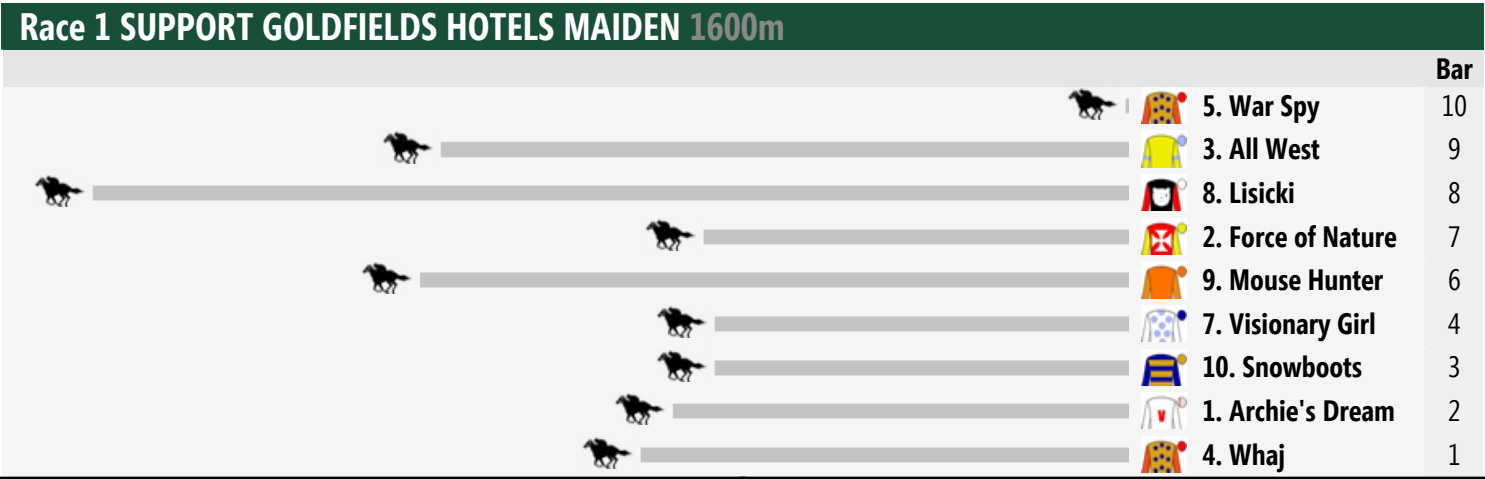 Race 1 SUPPORT GOLDFIELDS HOTELS MAIDEN 1600m
Bar
5. War Spy 10
3. All West 9
8. Lisicki 8
2. Force of Nature 7
9. Mouse Hunter 6
7. Visionary Girl 4
10. Snowboots 3
V 1. Archie's Dream 2
4. Whaj 1